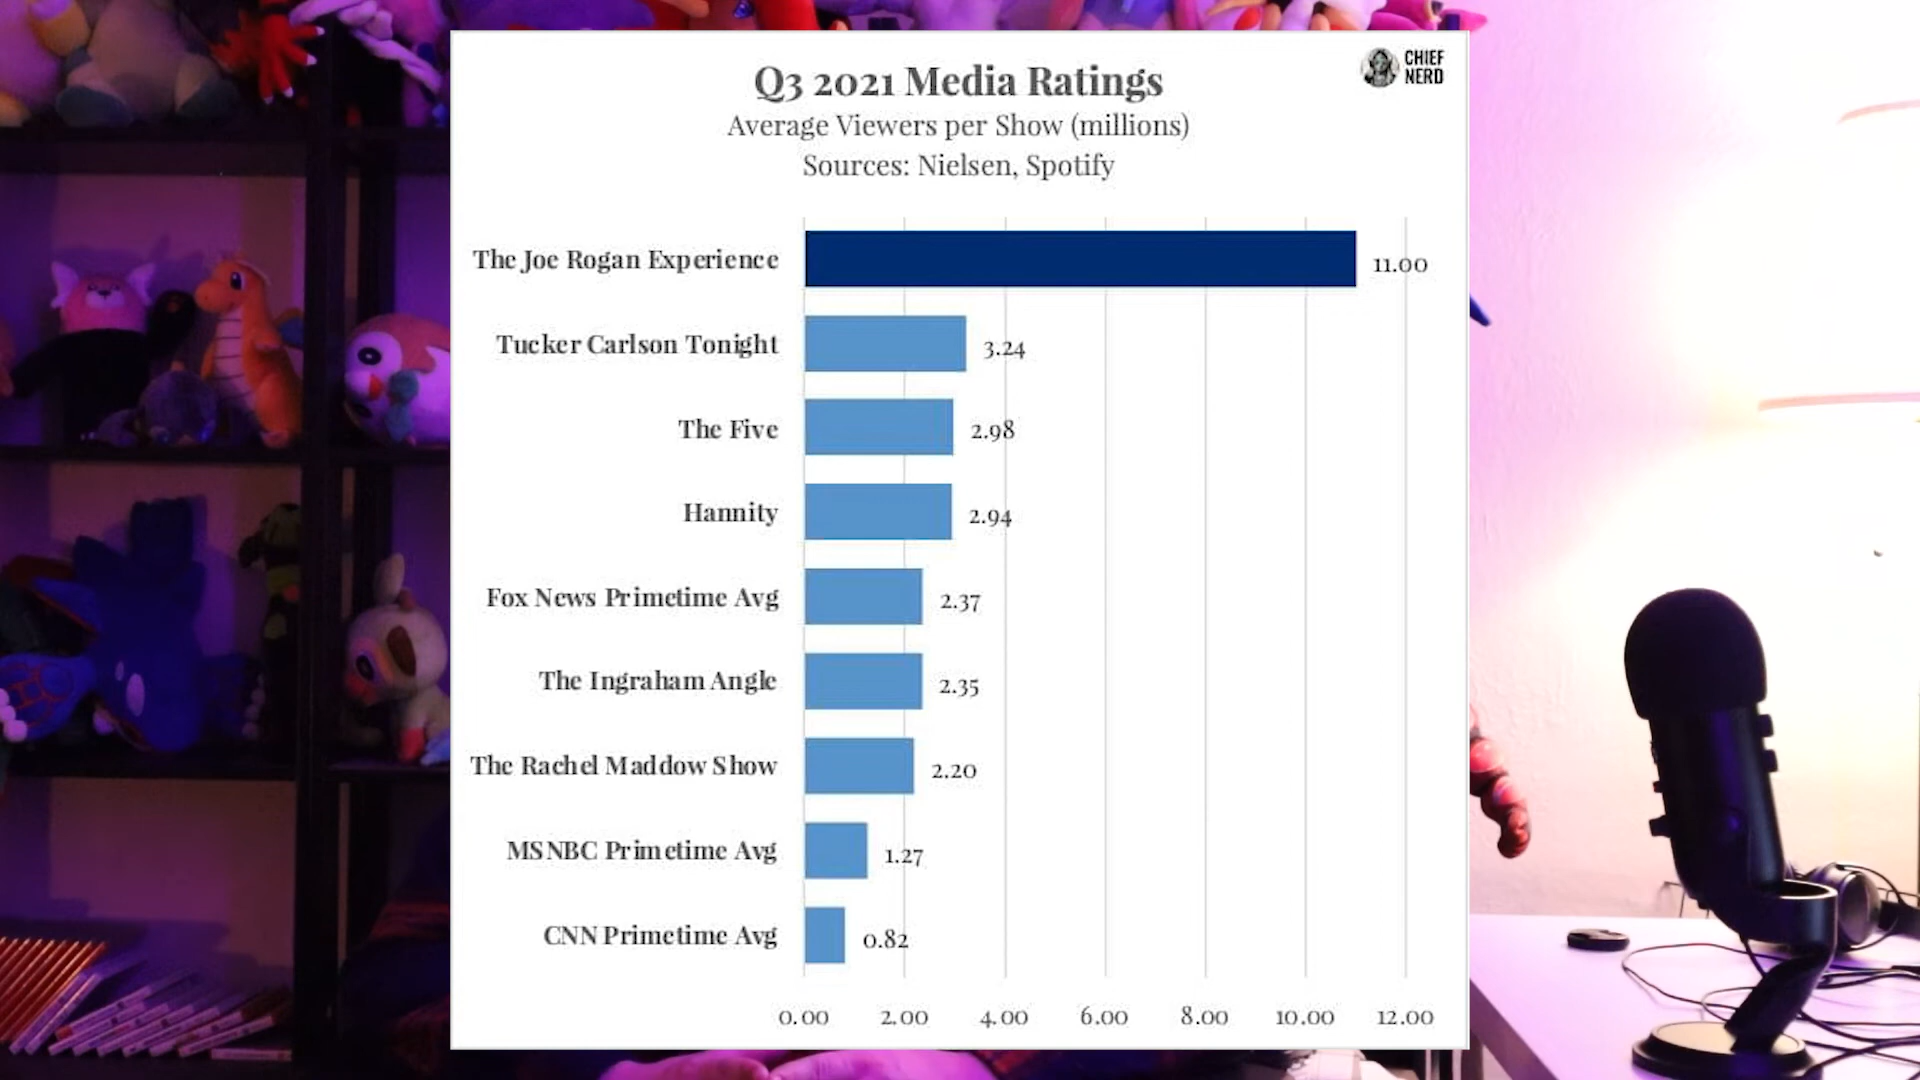 CHIEF
NERD
Q3 2021 Media Ratings
Average Viewers per Show (millions)
Sources: Nielsen, Spotify
The Joe Rogan Experience 11.00
Tucker Carlson Tonight 3.24
The Five 2.98
Hannity 2.94
Fox News Primetime Avg 2.37
The Ingraham Angle 2.35
The Rachel Maddow Show 2.20
MSNBC Primetime Avg 1.27
CNN Primetime Avg 0.82
0.00 2.00 4.00 6.00 8.00 10.00 12.00